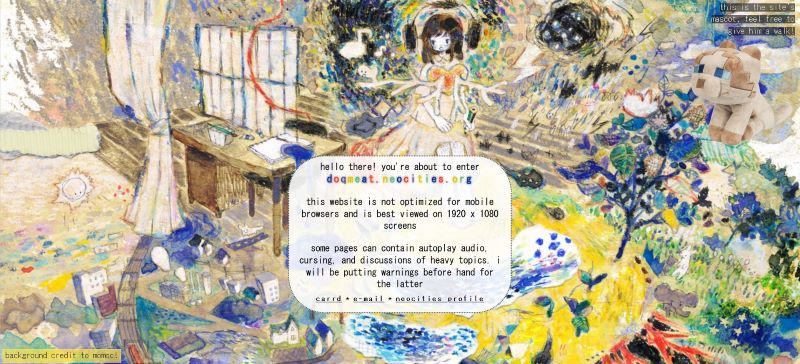 this is the site's
mascot, feel free to
give him a walk!
hello there! you're about to enter
doqmeat.neocities.org
this website is not optimized for mobile
browsers and is best viewed on 1920 x 1080
screens
some pages can contain autoplay audio,
cursing, and discussions of heavy topics. i
will be putting warnings before hand for
the latter
carrd * e-mail * neocities profile
background credit to momoci